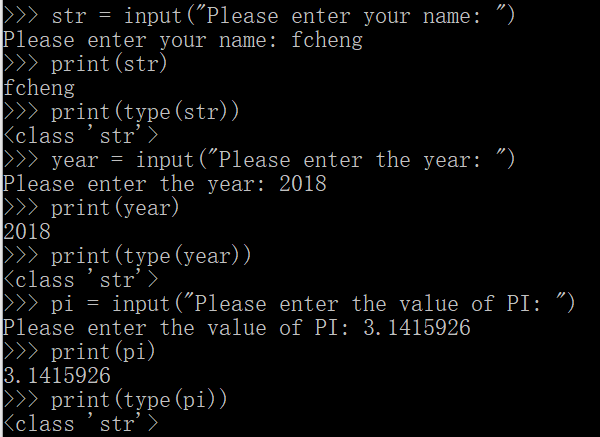 >>> str = input("Please enter your name: ")
Please enter your name: fcheng
>>> print(str)
fcheng
>>> print(type(str))
<class 'str'>
>>> year = input("Please enter the year: ")
Please enter the year: 2018
>>> print(year)
2018
>>> print(type(year))
<class 'str'>
>>> pi = input("Please enter the value of PI: ")
Please enter the value of PI: 3.1415926
>>> print(pi)
3.1415926
>>> print(type(pi))
<class 'str'>